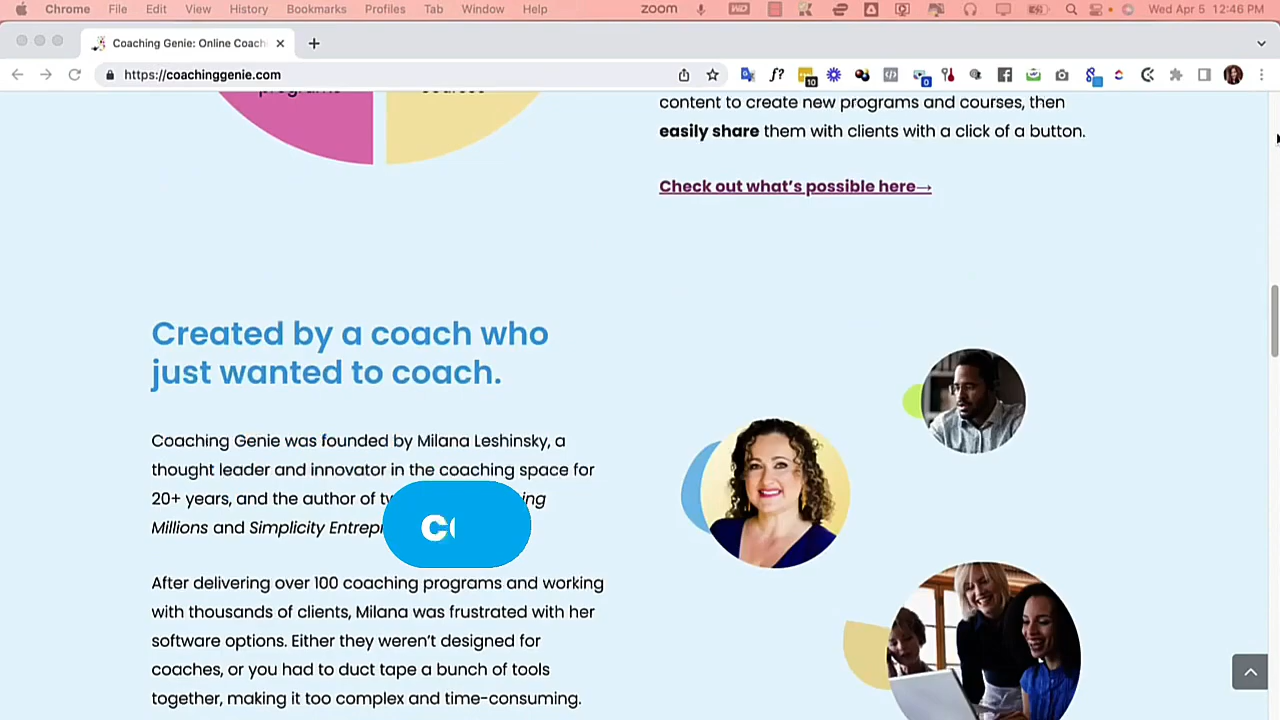 Chrome File Edit View History Bookmarks Profiles Tab Window Help zoom Wed Apr 5 12:46 PM
Coaching Genie: Online Coach
https://coachinggenie.com
f? 10 0
programs
content to create new programs and courses, then
easily share them with clients with a click of a button.
Check out what's possible here→
Created by a coach who
just wanted to coach.
Coaching Genie was founded by Milana Leshinsky, a
thought leader and innovator in the coaching space for
20+ years, and the author of
Millions and Simplicity
After delivering over 100 coaching programs and working
with thousands of clients, Milana was frustrated with her
software options. Either they weren't designed for
coaches, or you had to duct tape a bunch of tools
together, making it too complex and time-consuming.